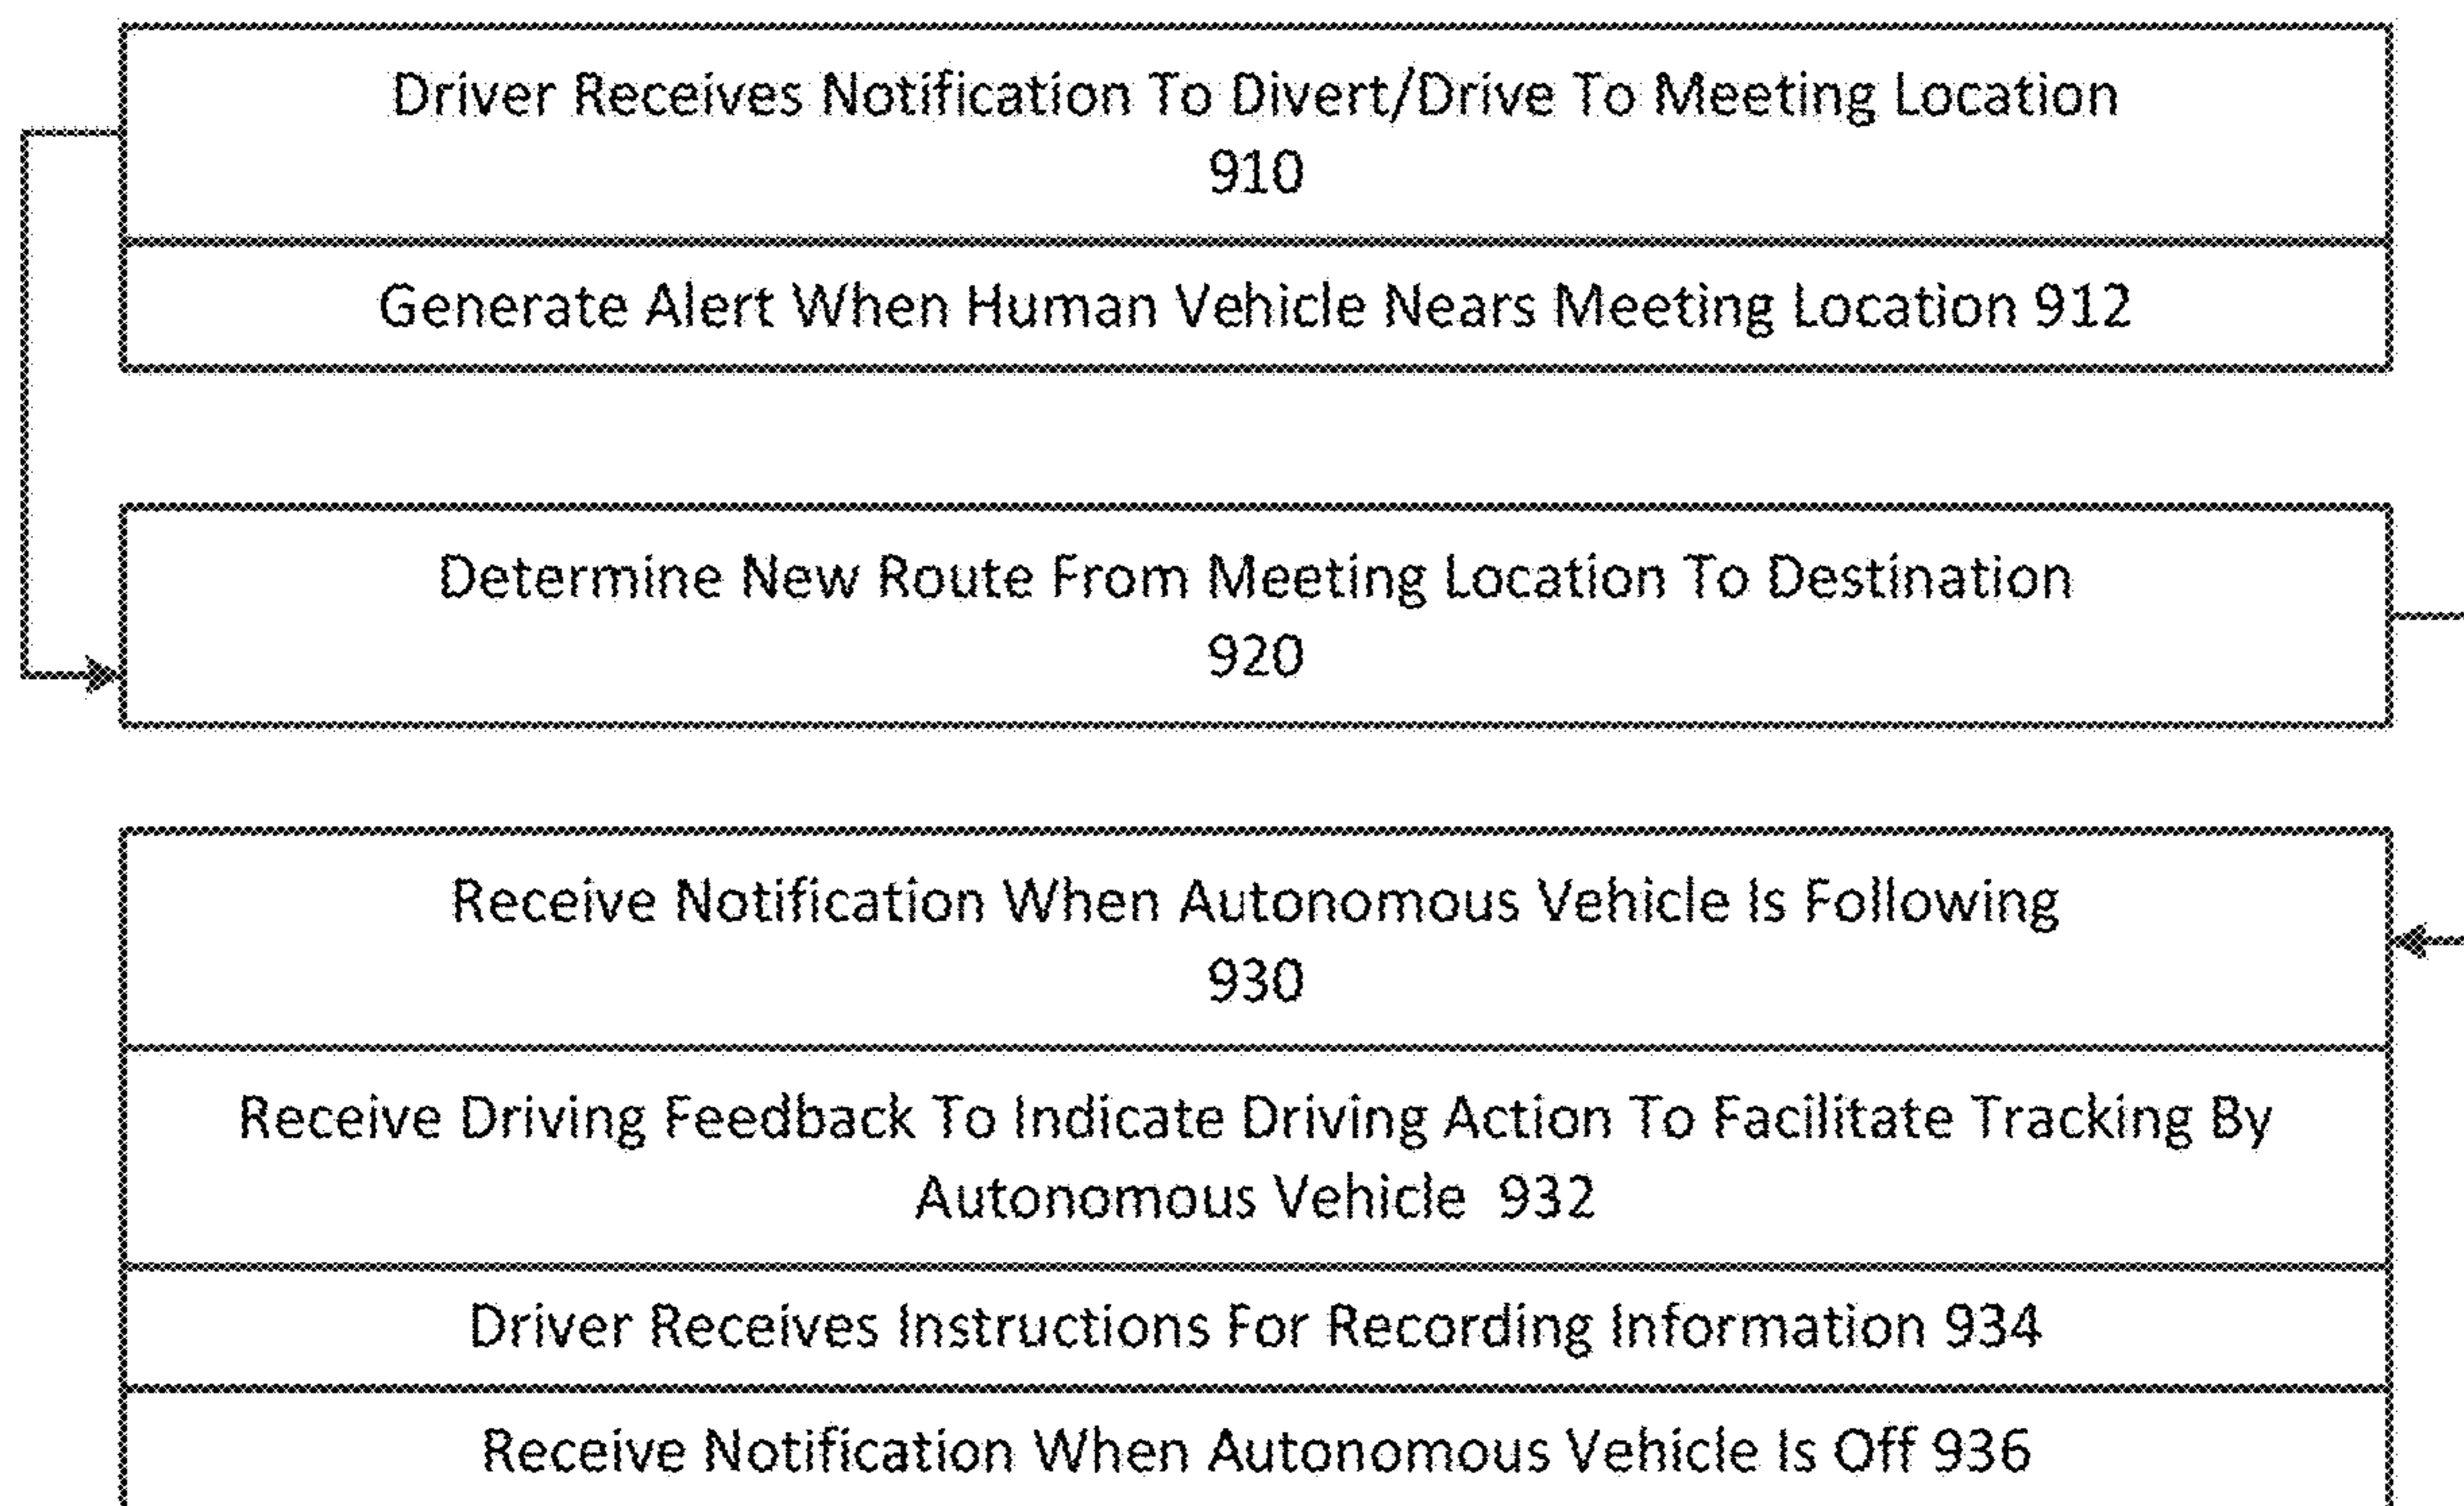 Driver Receives Notification To Divert/Drive To Meeting Location
910
Generate Alert When Human Vehicle Nears Meeting Location 912
Determine New Route From Meeting Location To Destination
920
Receive Notification When Autonomous Vehicle Is Following
930
Receive Driving Feedback To Indicate Driving Action To Facilitate Tracking By
Autonomous Vehicle 932
Driver Receives Instructions For Recording Information 934
Receive Notification When Autonomous Vehicle Is Off 936